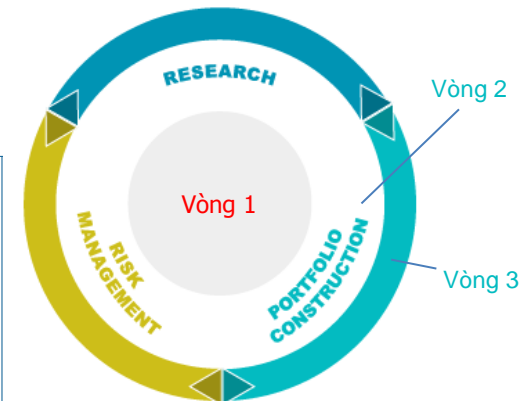 RESEARCH
Vòng 2
Vòng 1
RISK
MANAGEMENT
PORTFOLIO
CONSTRUCTION
Vòng 3